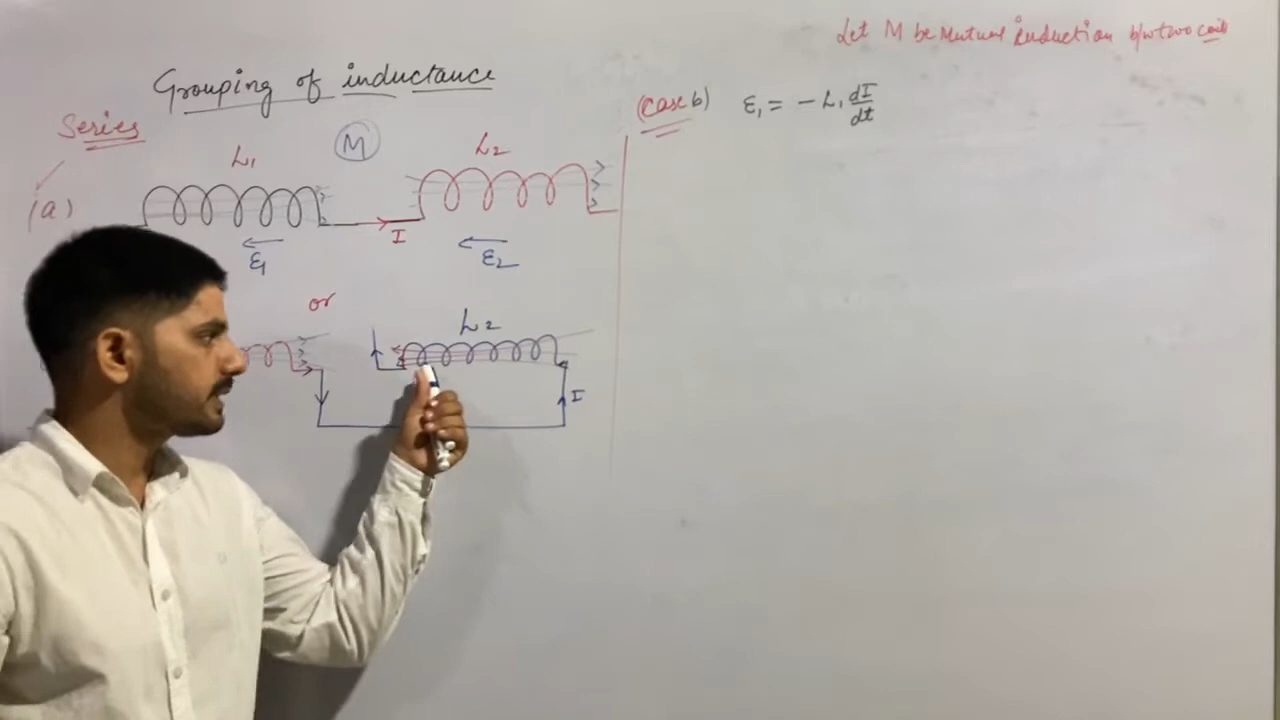 Let M be Mutual induction b/w two coils
Grouping of inductance
Series
(a)
L₁
M
L₂
I
ε₁
ε₂
or
L₂
I
(Case b) ε₁ = - L₁ dI/dt